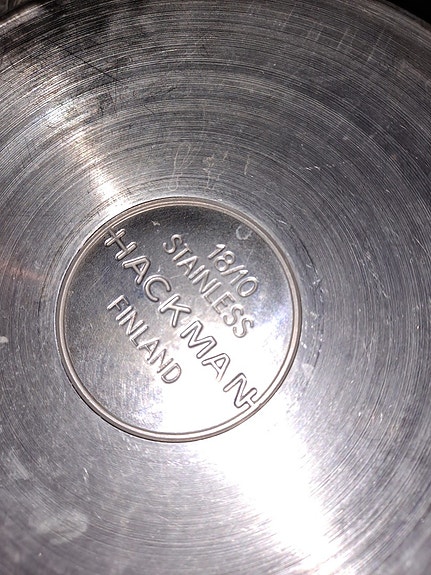 18/10
STAINLESS
HACKMAN
FINLAND